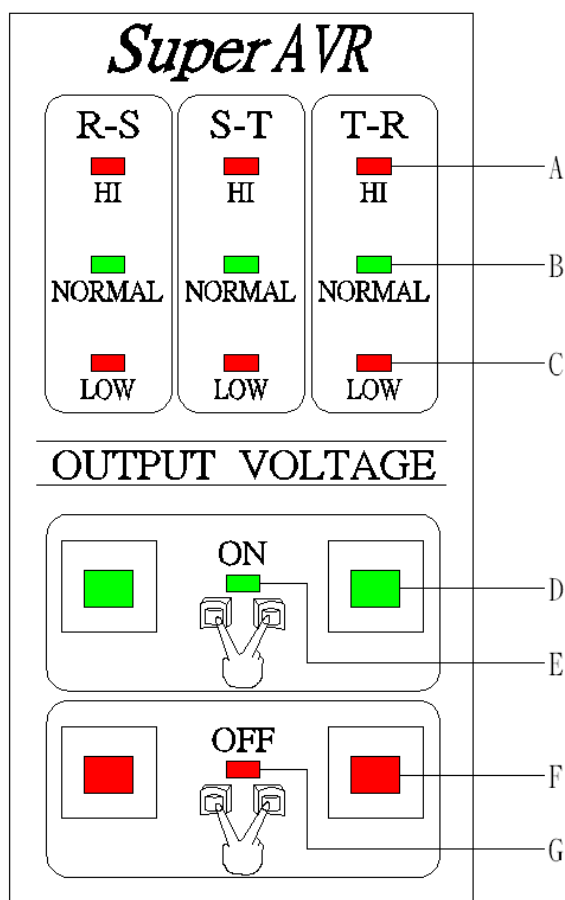 Super AVR
R-S S-T T-R
HI HI HI A
NORMAL NORMAL NORMAL B
LOW LOW LOW C
OUTPUT VOLTAGE
ON
D
E
OFF
F
G